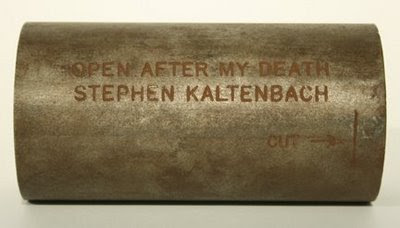 OPEN AFTER MY DEATH
STEPHEN KALTENBACH
CUT →